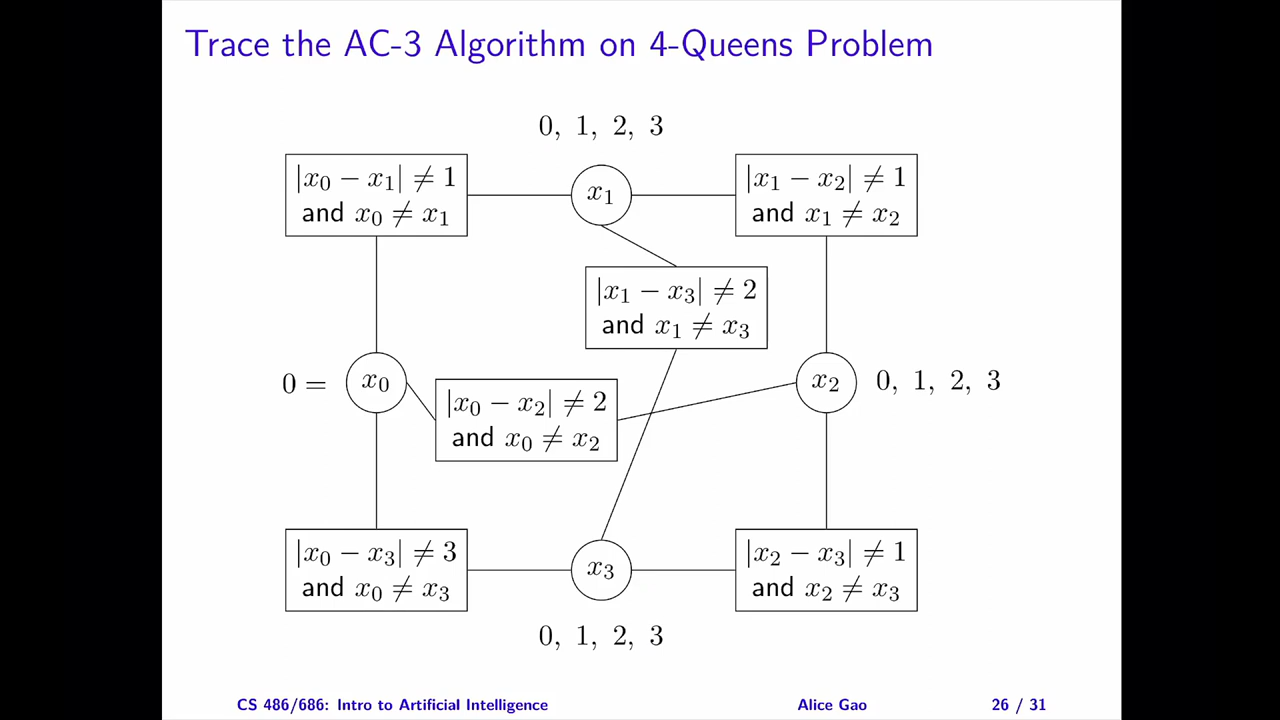 Trace the AC-3 Algorithm on 4-Queens Problem
0, 1, 2, 3
|x₀ − x₁| ≠ 1
and x₀ ≠ x₁
x₁
|x₁ − x₂| ≠ 1
and x₁ ≠ x₂
|x₁ − x₃| ≠ 2
and x₁ ≠ x₃
0 =
x₀
|x₀ − x₂| ≠ 2
and x₀ ≠ x₂
x₂
0, 1, 2, 3
|x₀ − x₃| ≠ 3
and x₀ ≠ x₃
x₃
|x₂ − x₃| ≠ 1
and x₂ ≠ x₃
0, 1, 2, 3
CS 486/686: Intro to Artificial Intelligence
Alice Gao
26 / 31